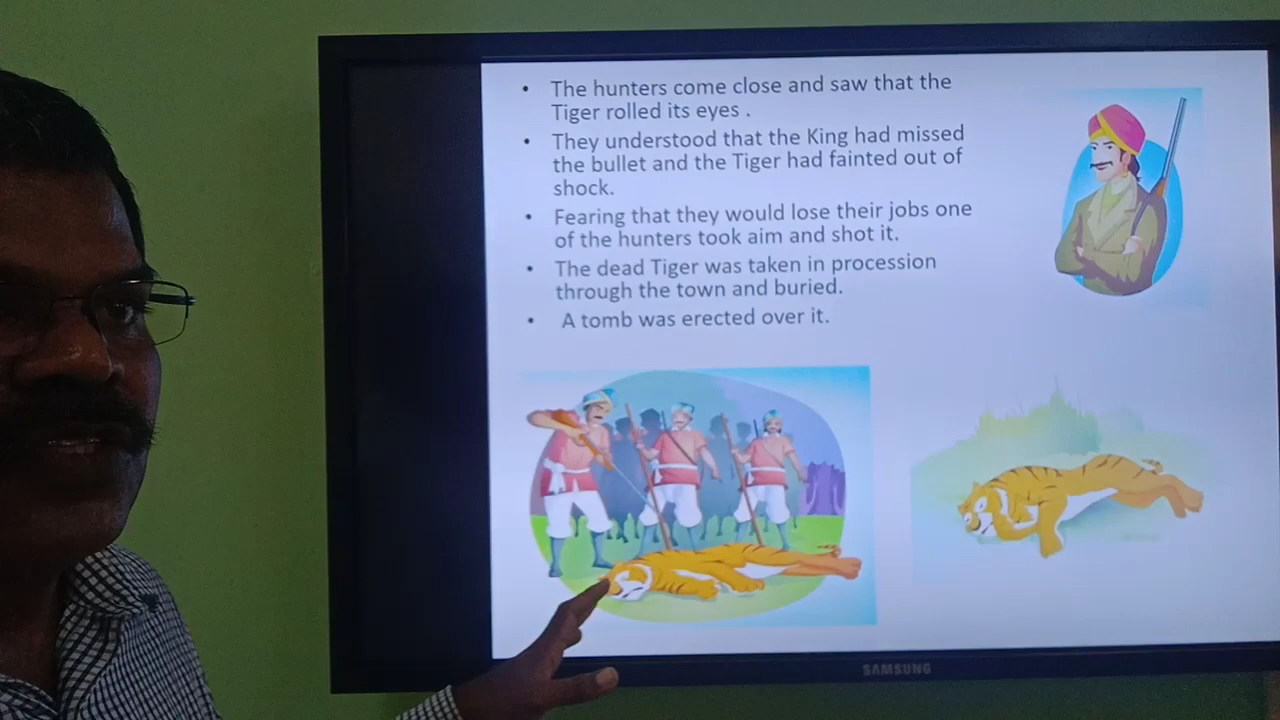 • The hunters come close and saw that the
Tiger rolled its eyes .
• They understood that the King had missed
the bullet and the Tiger had fainted out of
shock.
• Fearing that they would lose their jobs one
of the hunters took aim and shot it.
• The dead Tiger was taken in procession
through the town and buried.
• A tomb was erected over it.
SAMSUNG